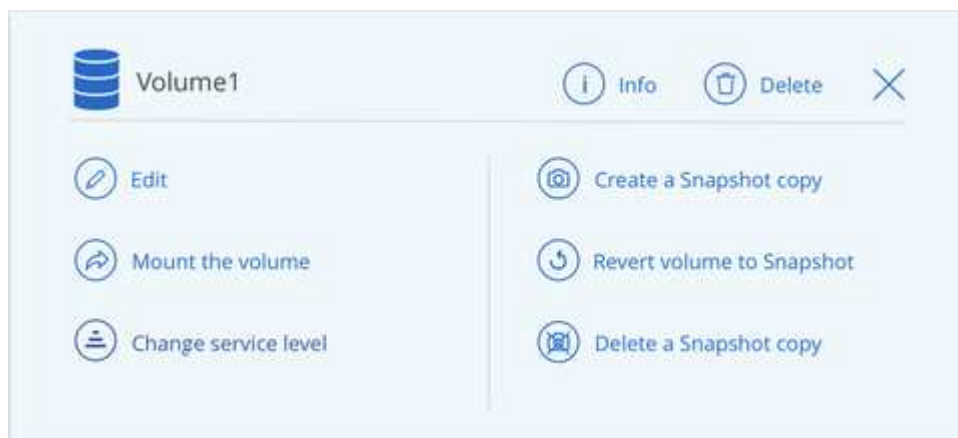 Volume1
Info
Delete
Edit
Mount the volume
Change service level
Create a Snapshot copy
Revert volume to Snapshot
Delete a Snapshot copy